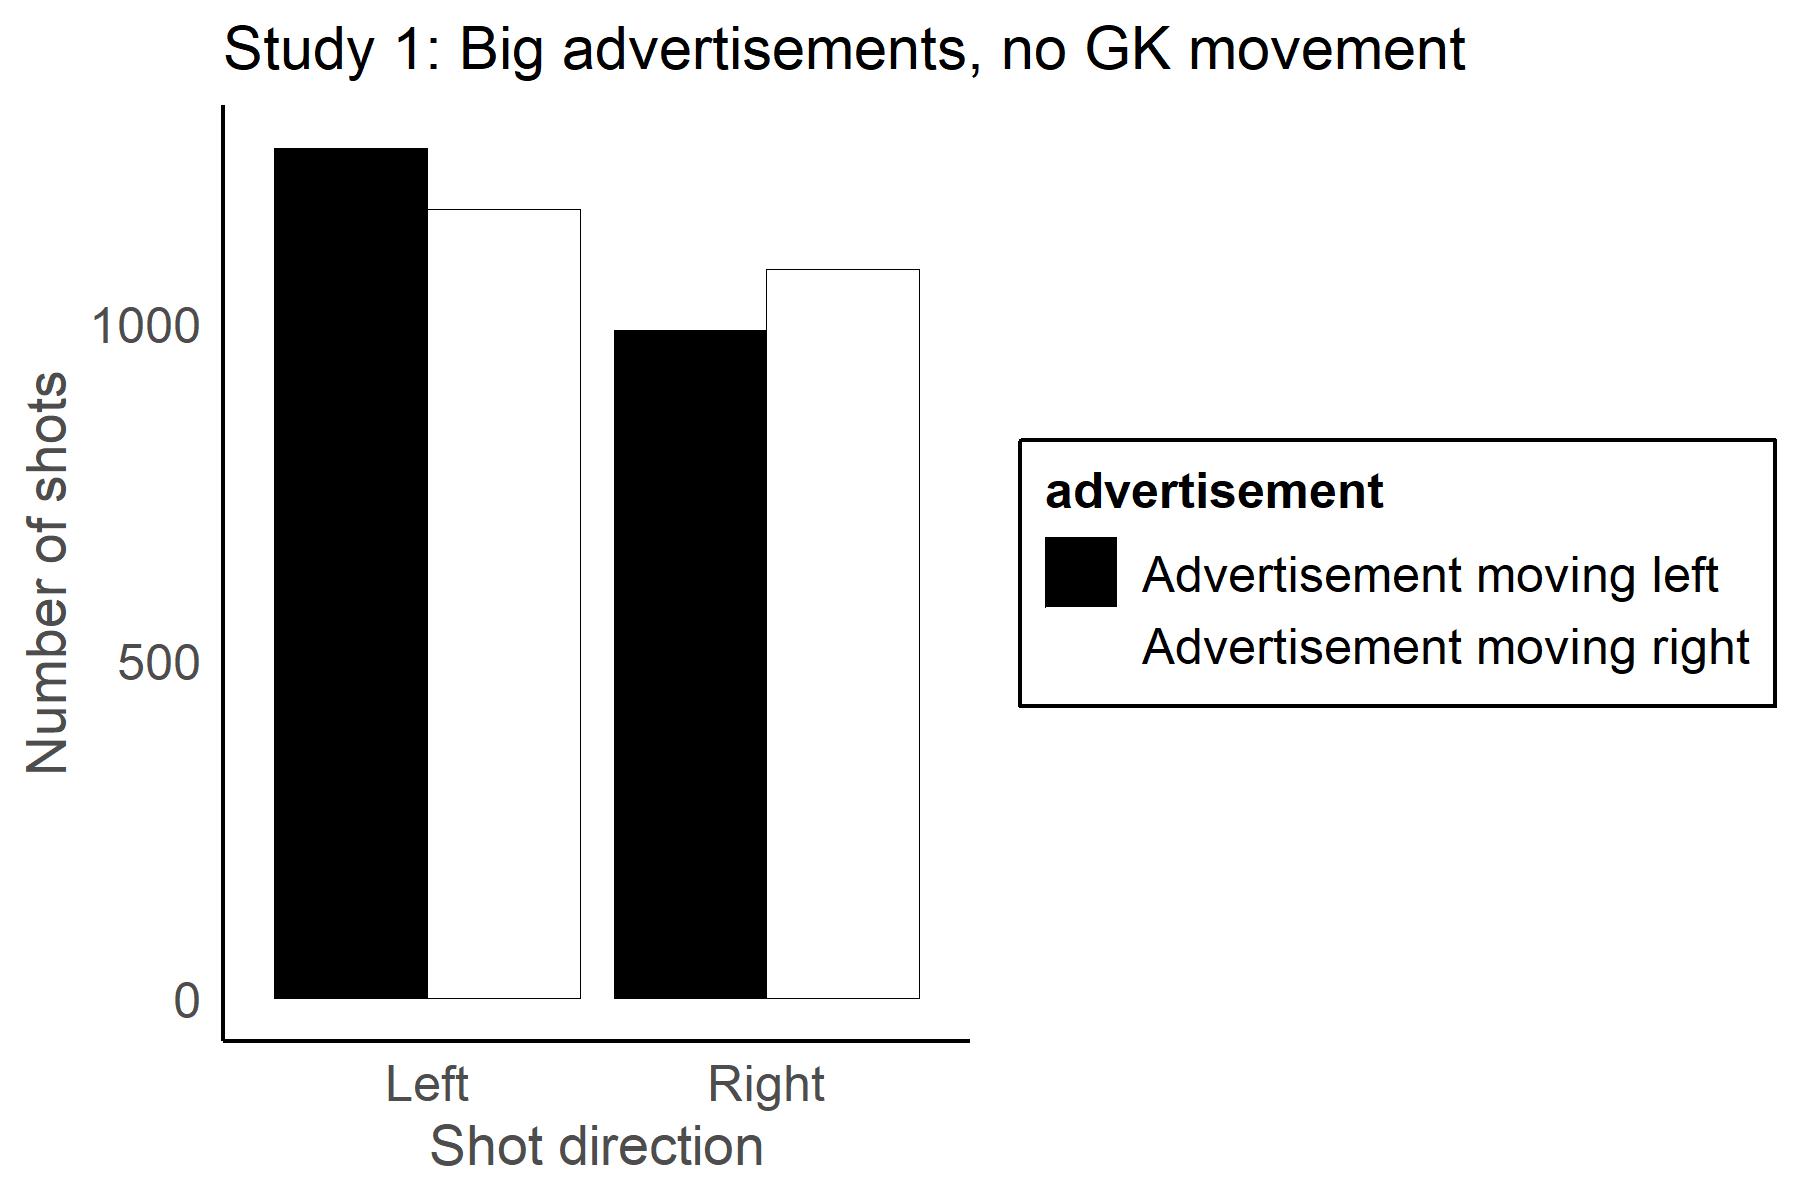 Study 1: Big advertisements, no GK movement
Number of shots
1000
500
0
Left
Right
Shot direction
advertisement
Advertisement moving left
Advertisement moving right